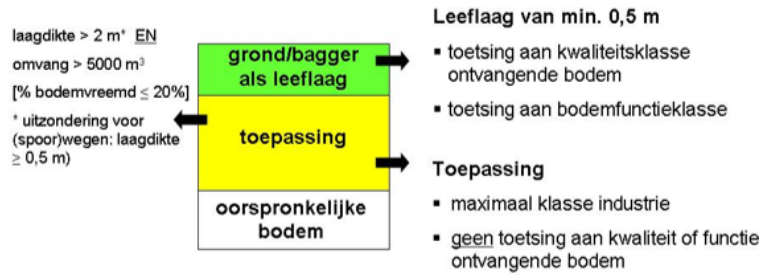 laagdikte > 2 m* EN
omvang > 5000 m³
[% bodemvreemd ≤ 20%]
* uitzondering voor
(spoor)wegen: laagdikte
≥ 0,5 m)
grond/bagger
als leeflaag
toepassing
oorspronkelijke
bodem
Leeflaag van min. 0,5 m
▪ toetsing aan kwaliteitsklasse
ontvangende bodem
▪ toetsing aan bodemfunctieklasse
Toepassing
▪ maximaal klasse industrie
▪ geen toetsing aan kwaliteit of functie
ontvangende bodem